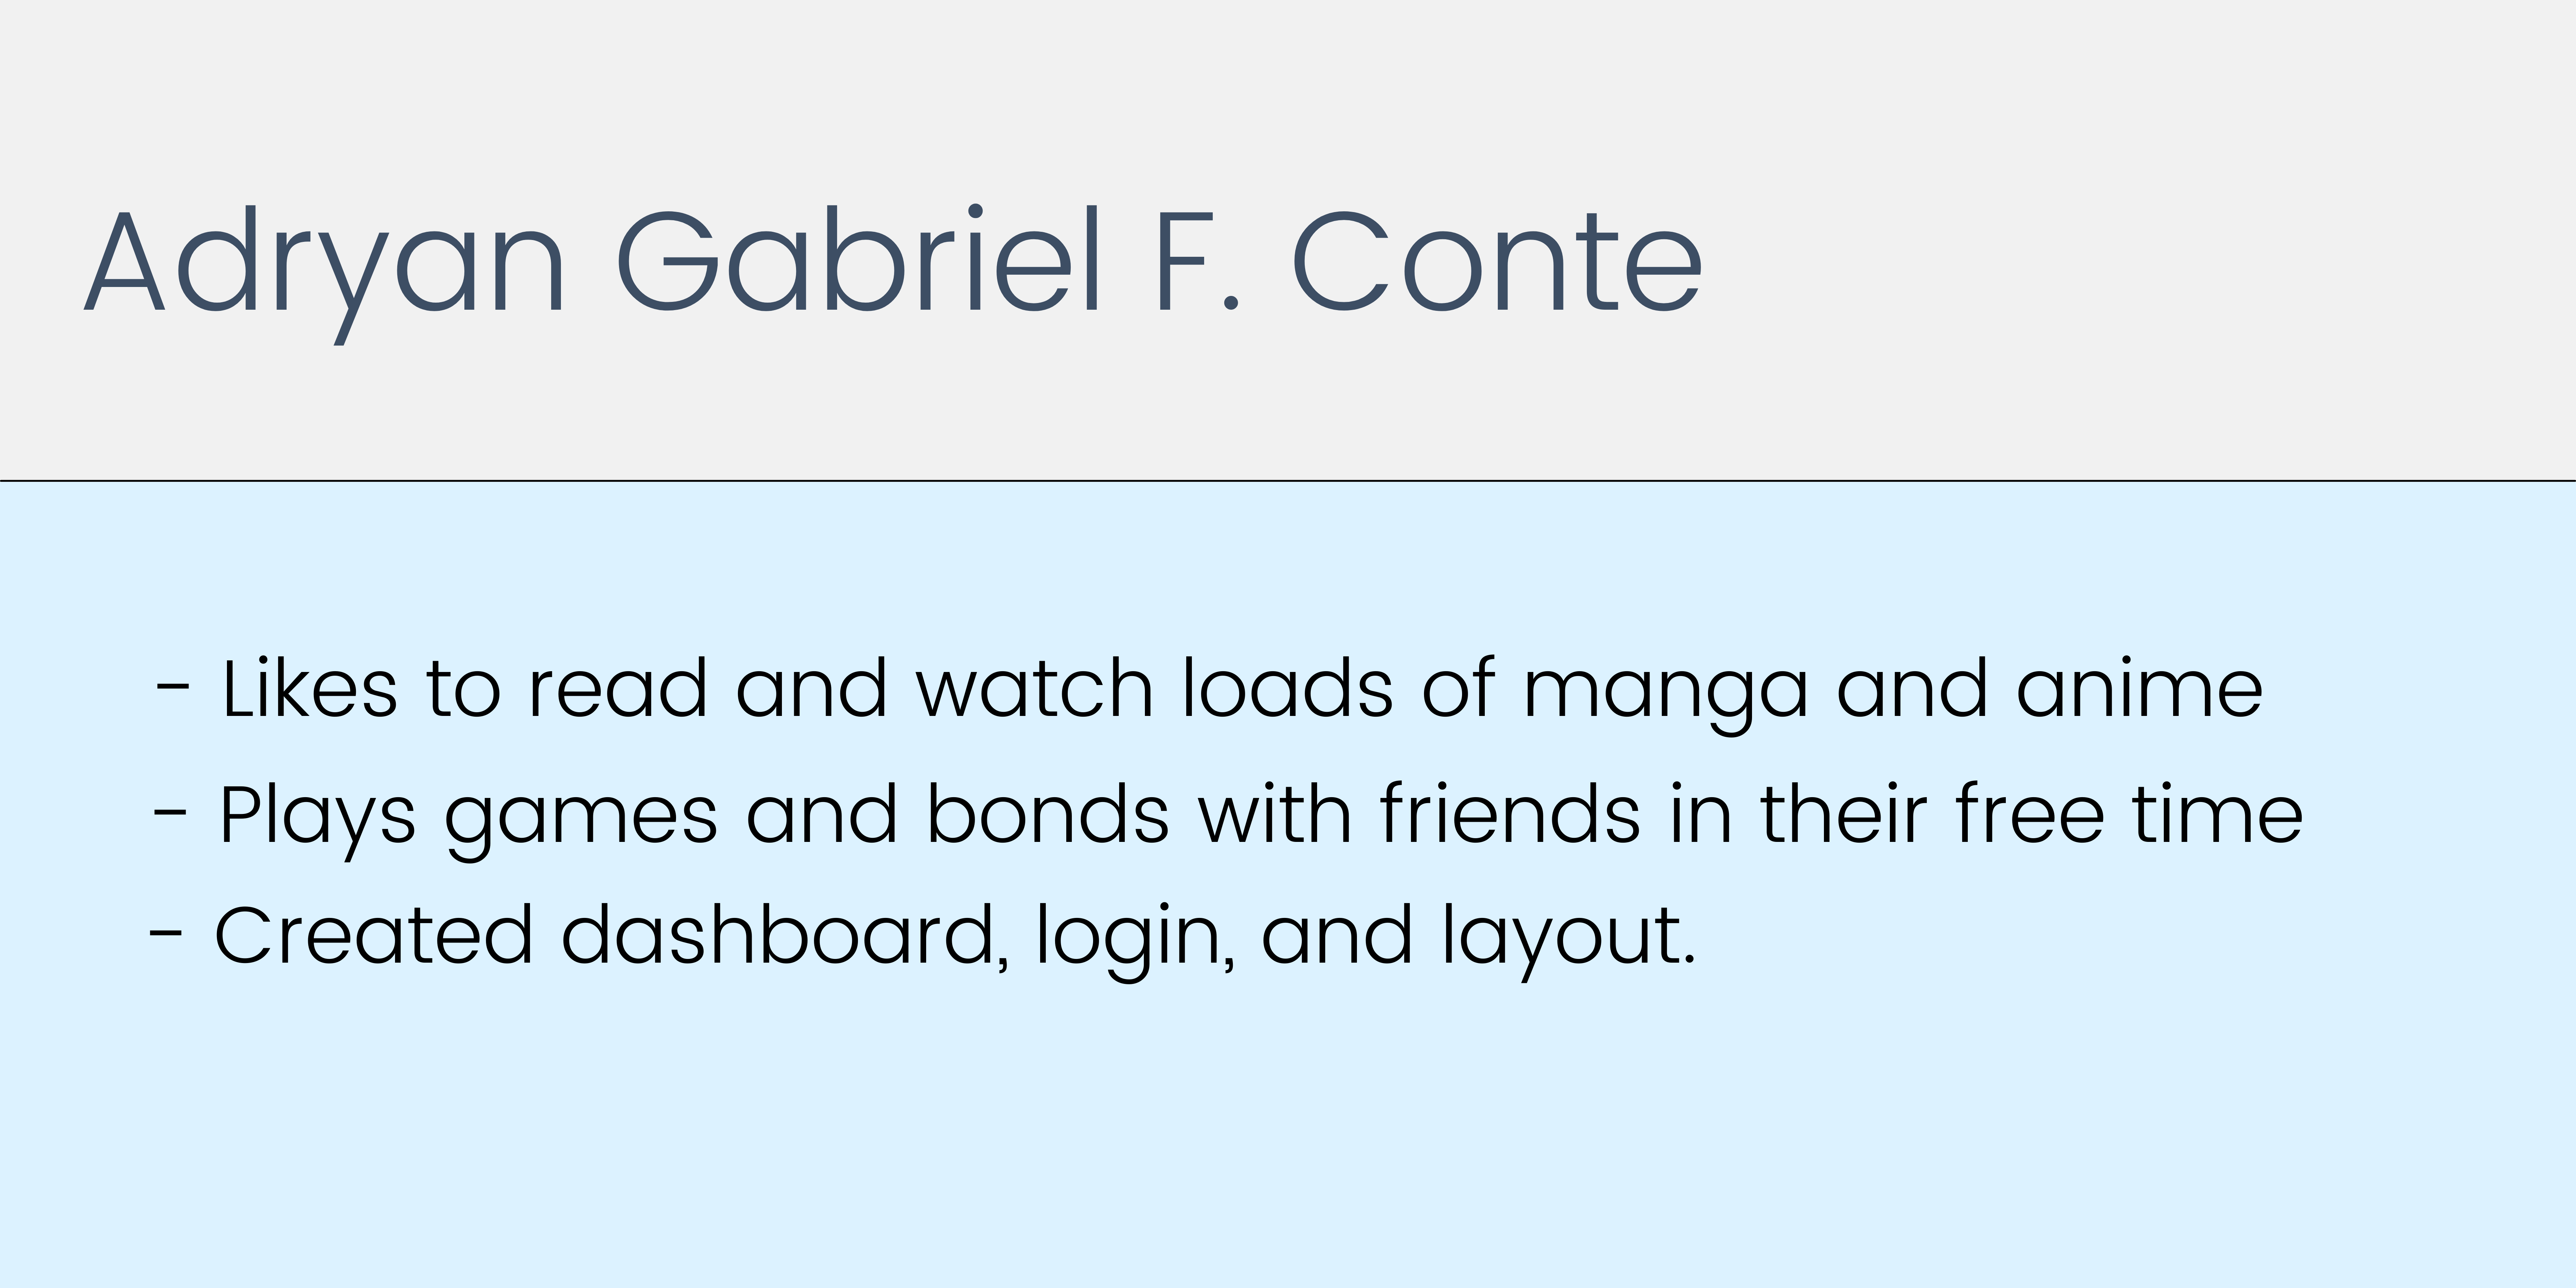 Adryan Gabriel F. Conte
- Likes to read and watch loads of manga and anime
- Plays games and bonds with friends in their free time
- Created dashboard, login, and layout.